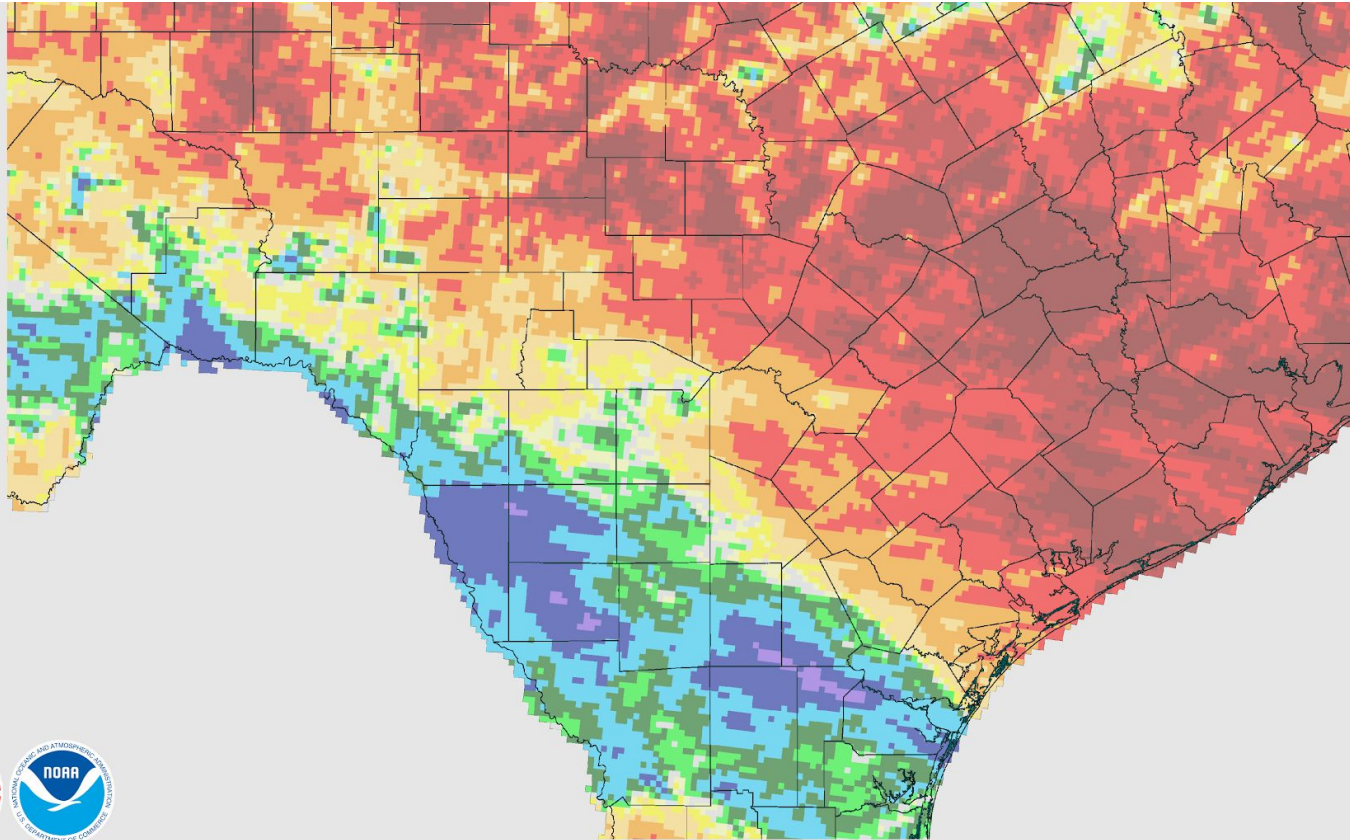 NATIONAL OCEANIC AND ATMOSPHERIC ADMINISTRATION
NOAA
U.S. DEPARTMENT OF COMMERCE